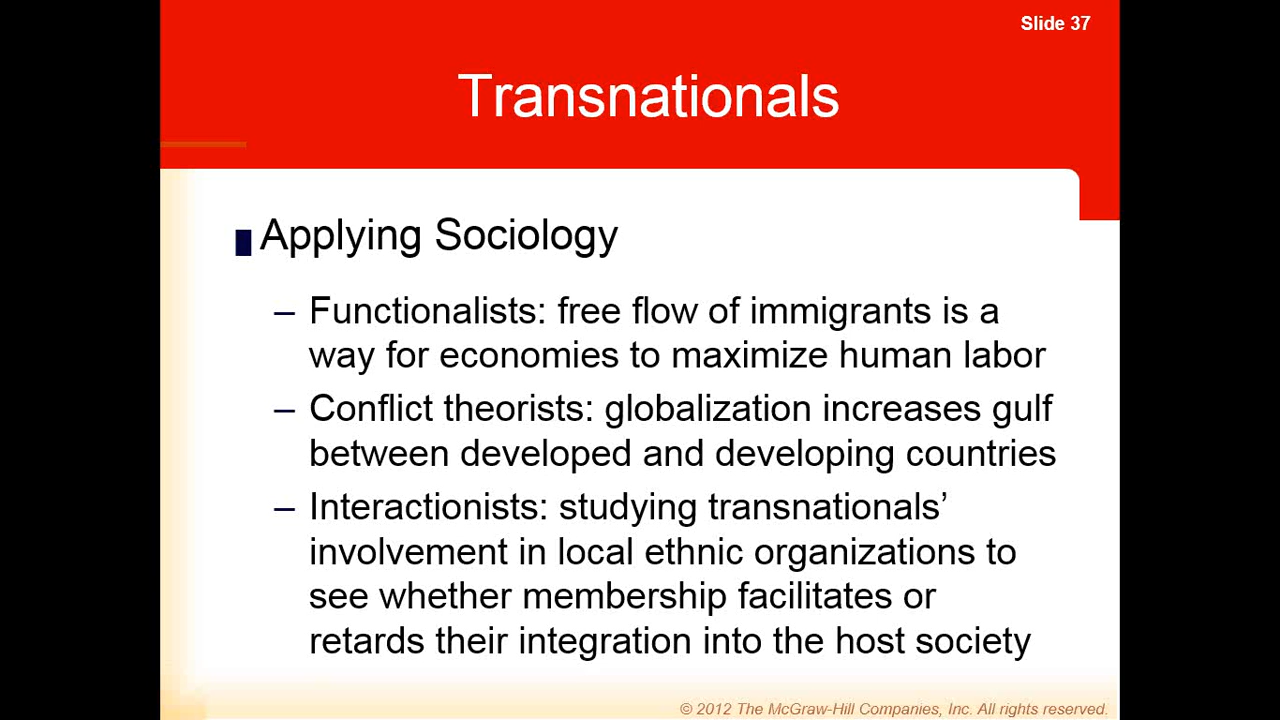 Slide 37
Transnationals
Applying Sociology
– Functionalists: free flow of immigrants is a
way for economies to maximize human labor
– Conflict theorists: globalization increases gulf
between developed and developing countries
– Interactionists: studying transnationals’
involvement in local ethnic organizations to
see whether membership facilitates or
retards their integration into the host society
© 2012 The McGraw-Hill Companies, Inc. All rights reserved.